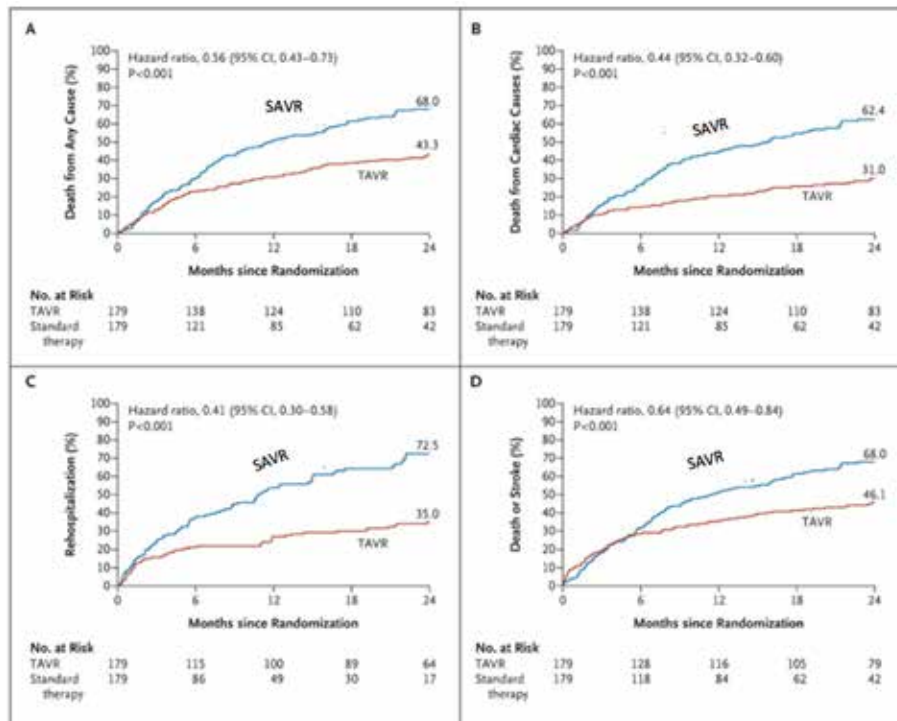 A
Hazard ratio, 0.56 (95% CI, 0.43–0.73)
P<0.001
Death from Any Cause (%)
100
90
80
70
60
50
40
30
20
10
0
SAVR
68.0
43.3
TAVR
0 6 12 18 24
Months since Randomization
No. at Risk
TAVR 179 138 124 110 83
Standard 179 121 85 62 42
therapy
B
Hazard ratio, 0.44 (95% CI, 0.32–0.60)
P<0.001
Death from Cardiac Causes (%)
100
90
80
70
60
50
40
30
20
10
0
SAVR
62.4
31.0
TAVR
0 6 12 18 24
Months since Randomization
No. at Risk
TAVR 179 138 124 110 83
Standard 179 121 85 62 42
therapy
C
Hazard ratio, 0.41 (95% CI, 0.30–0.58)
P<0.001
Rehospitalization (%)
100
90
80
70
60
50
40
30
20
10
0
SAVR
72.5
35.0
TAVR
0 6 12 18 24
Months since Randomization
No. at Risk
TAVR 179 115 100 89 64
Standard 179 86 49 30 17
therapy
D
Hazard ratio, 0.64 (95% CI, 0.49–0.84)
P<0.001
Death or Stroke (%)
100
90
80
70
60
50
40
30
20
10
0
SAVR
68.0
46.1
TAVR
0 6 12 18 24
Months since Randomization
No. at Risk
TAVR 179 128 116 105 79
Standard 179 118 84 62 42
therapy